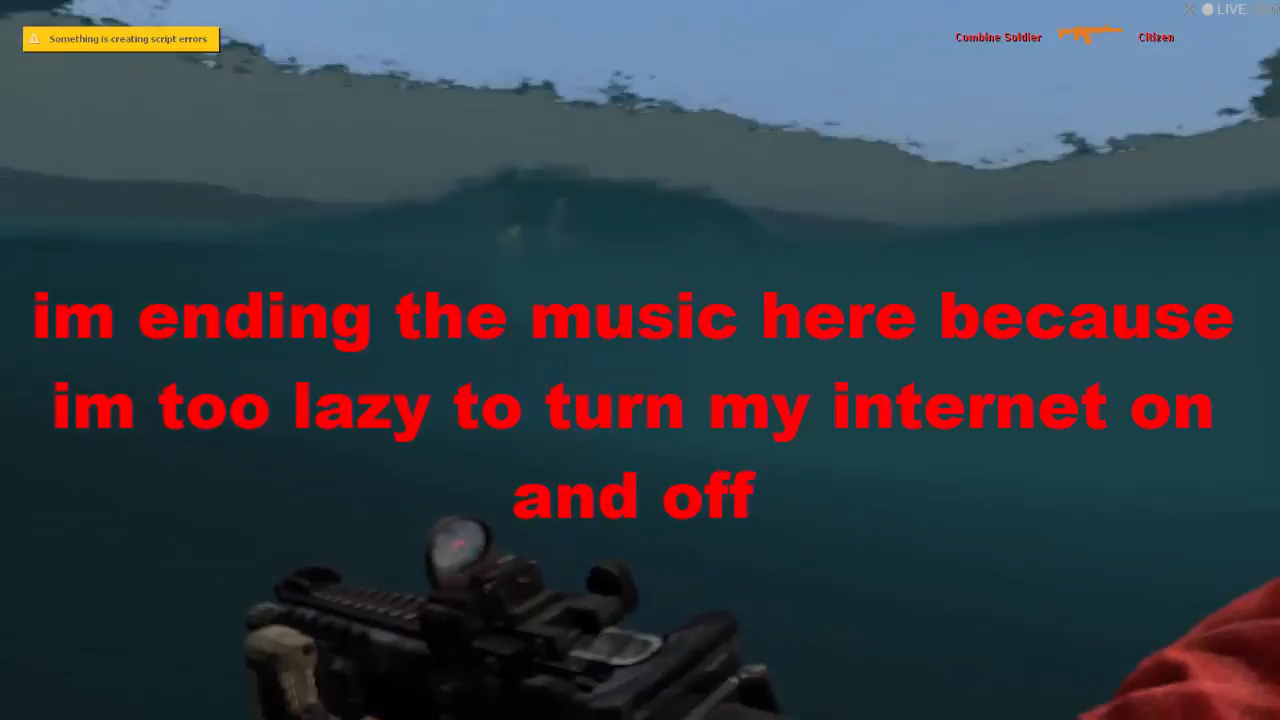 LIVE
Something is creating script errors
Combine Soldier Citizen
im ending the music here because
im too lazy to turn my internet on
and off